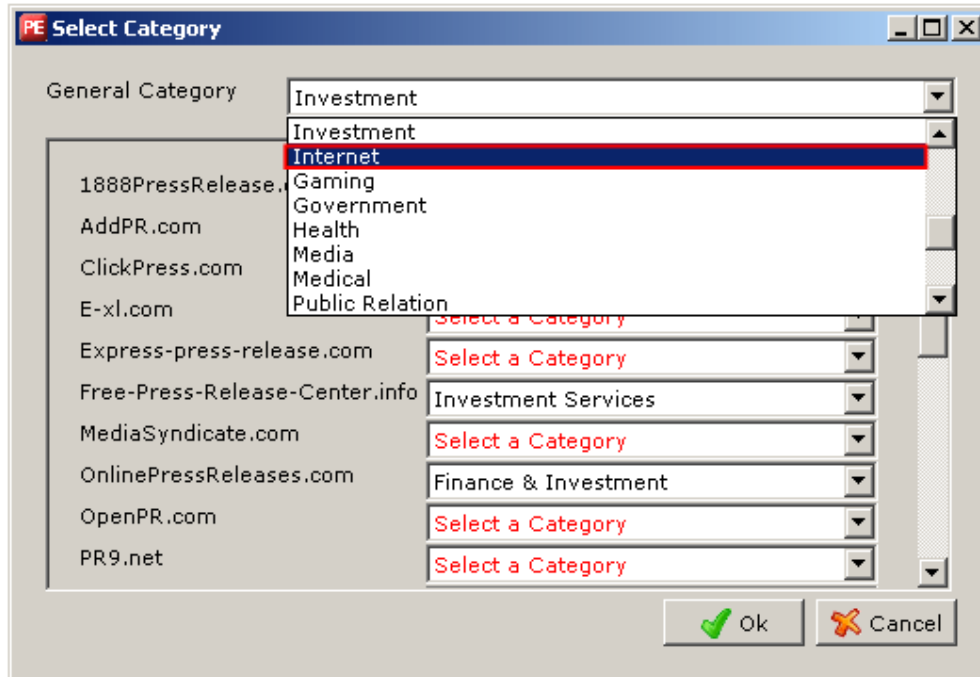 PE Select Category
General Category
Investment
Investment
Internet
Gaming
Government
Health
Media
Medical
Public Relation
1888PressRelease.
AddPR.com
ClickPress.com
E-xl.com Select a Category
Express-press-release.com Select a Category
Free-Press-Release-Center.info Investment Services
MediaSyndicate.com Select a Category
OnlinePressReleases.com Finance & Investment
OpenPR.com Select a Category
PR9.net Select a Category
Ok Cancel